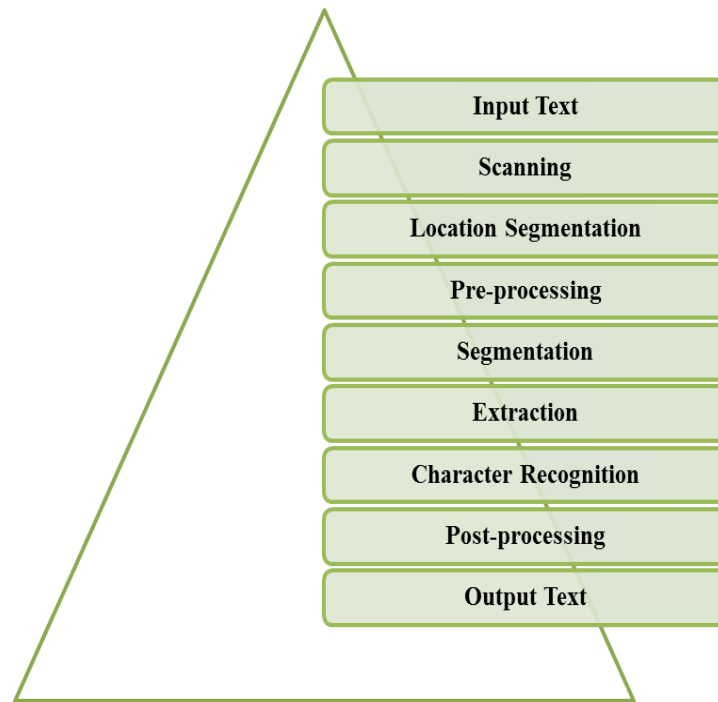 Input Text
Scanning
Location Segmentation
Pre-processing
Segmentation
Extraction
Character Recognition
Post-processing
Output Text